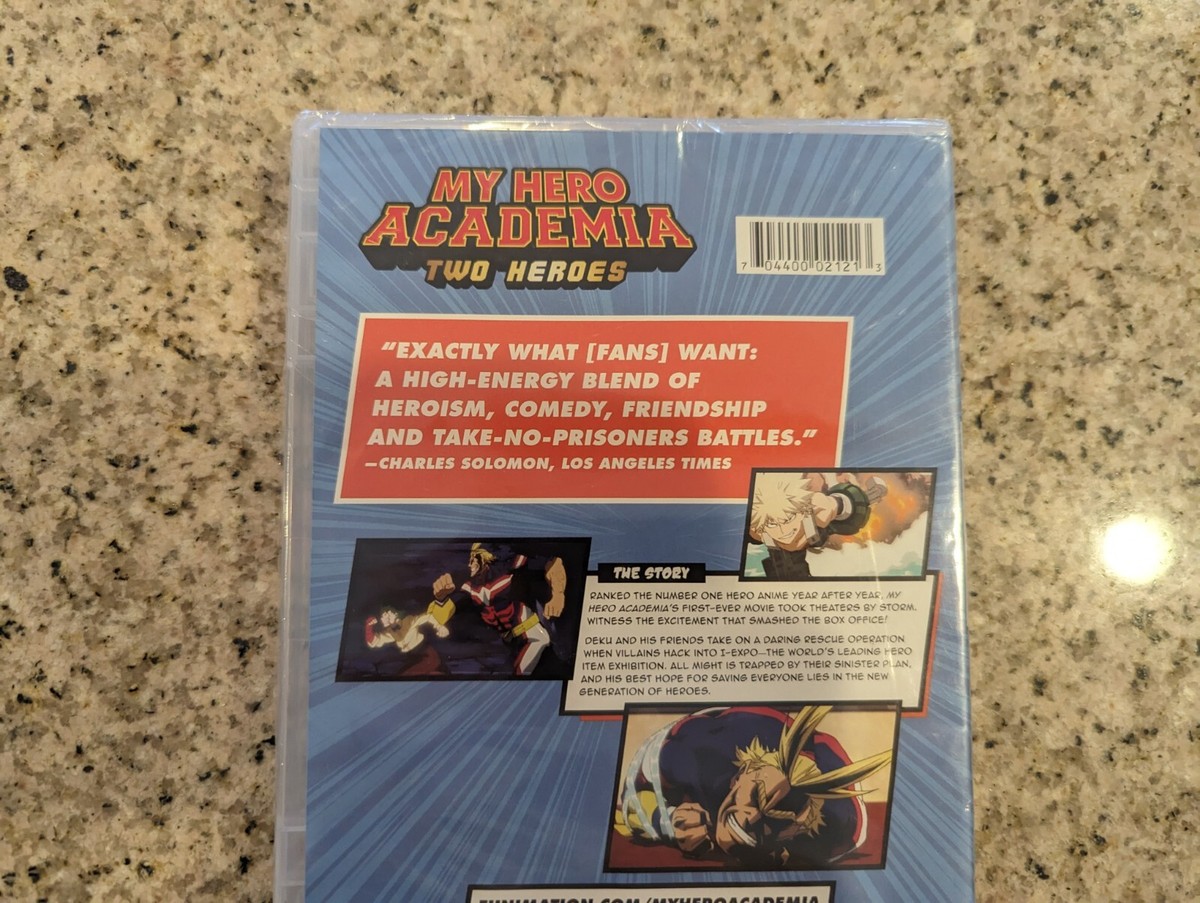 MY HERO
ACADEMIA
TWO HEROES
7 04400 02121 3
"EXACTLY WHAT [FANS] WANT:
A HIGH-ENERGY BLEND OF
HEROISM, COMEDY, FRIENDSHIP
AND TAKE-NO-PRISONERS BATTLES."
—CHARLES SOLOMON, LOS ANGELES TIMES
THE STORY
RANKED THE NUMBER ONE HERO ANIME YEAR AFTER YEAR, MY
HERO ACADEMIA'S FIRST-EVER MOVIE TOOK THEATERS BY STORM.
WITNESS THE EXCITEMENT THAT SMASHED THE BOX OFFICE!
DEKU AND HIS FRIENDS TAKE ON A DARING RESCUE OPERATION
WHEN VILLAINS HACK INTO I-EXPO—THE WORLD'S LEADING HERO
ITEM EXHIBITION. ALL MIGHT IS TRAPPED BY THEIR SINISTER PLAN,
AND HIS BEST HOPE FOR SAVING EVERYONE LIES IN THE NEW
GENERATION OF HEROES.
FUNIMATION.COM/MYHEROACADEMIA